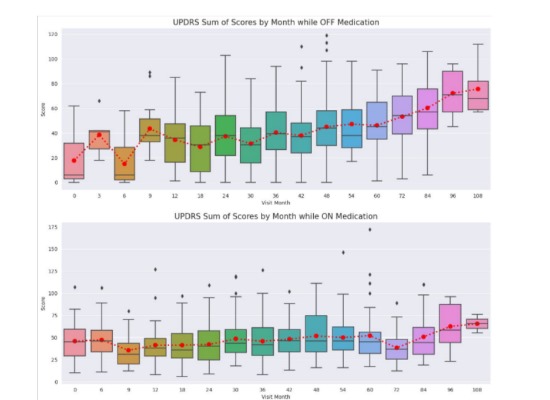 UPDRS Sum of Scores by Month while OFF Medication
120
100
80
60
40
20
0
Score
0 3 6 9 12 18 24 30 36 42 48 54 60 72 84 96 108
Visit Month
UPDRS Sum of Scores by Month while ON Medication
175
150
125
100
75
50
25
0
Score
0 6 9 12 18 24 30 36 42 48 54 60 72 84 96 108
Visit Month